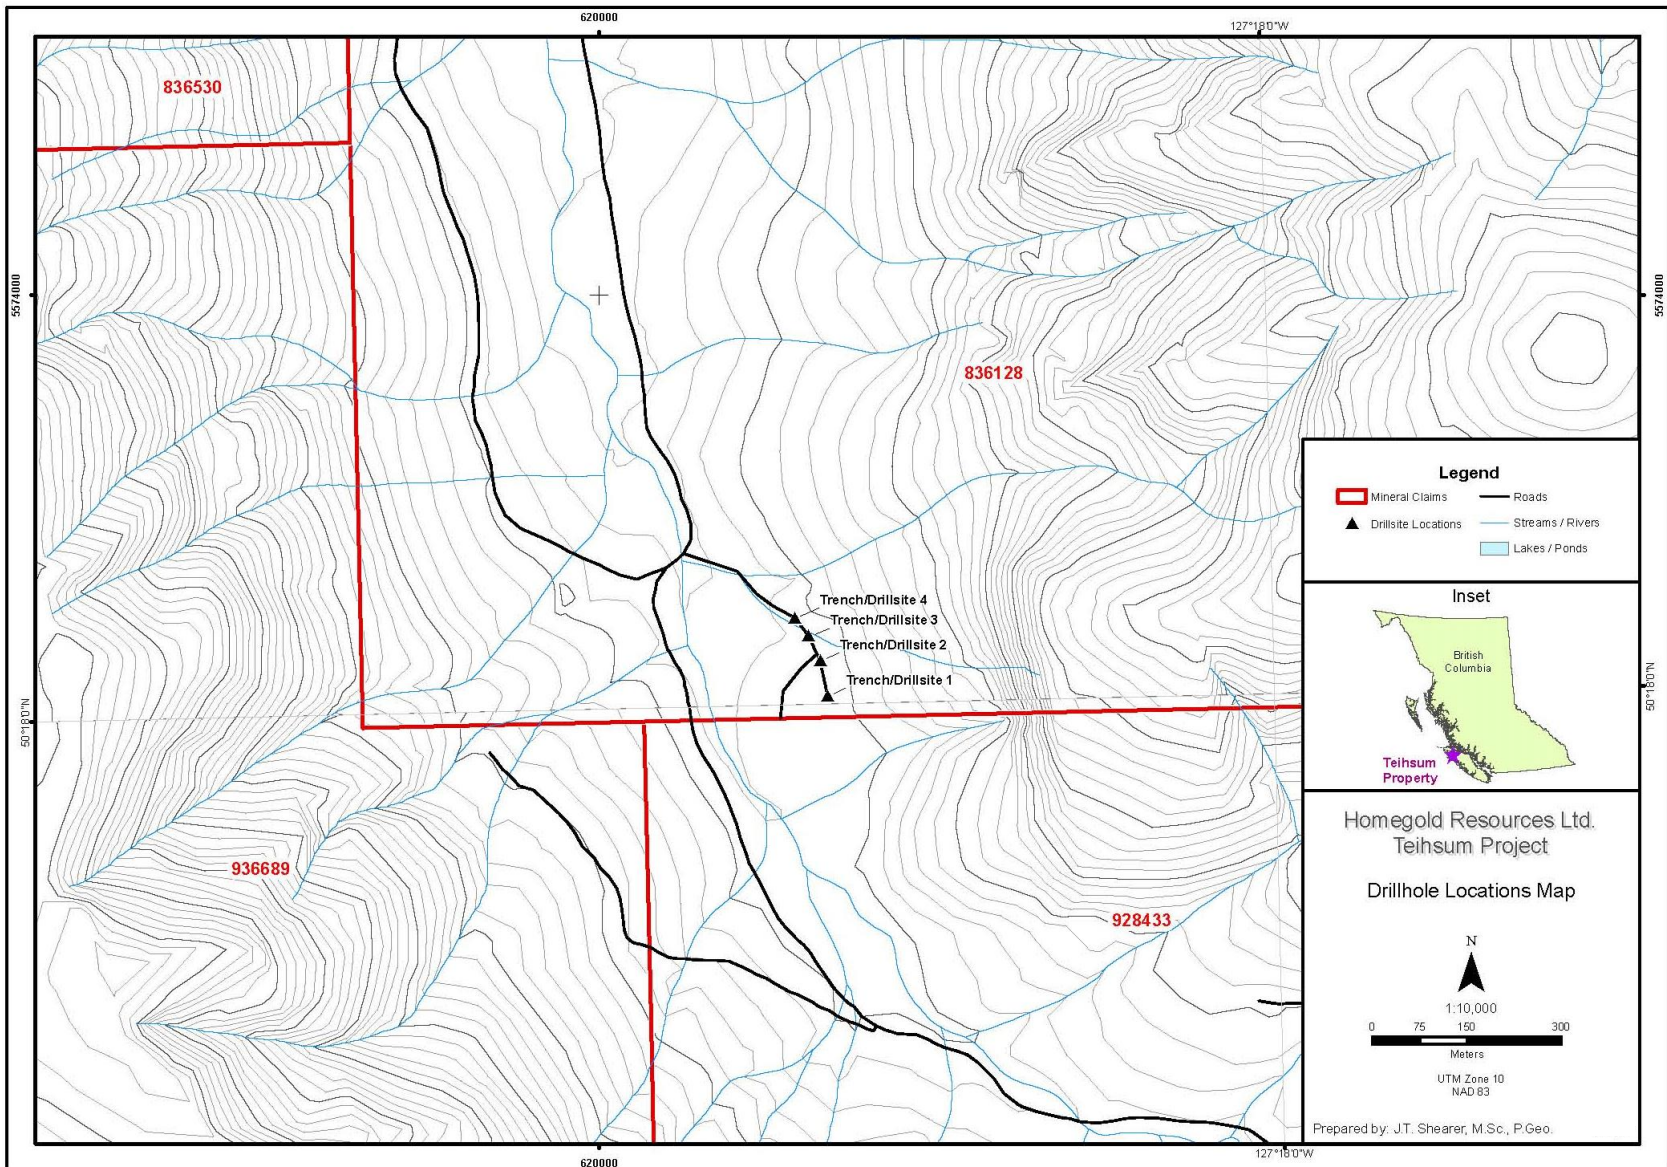 620000
127°18'0"W
836530
5574000
5574000
836128
Legend
Mineral Claims
Roads
Drillsite Locations
Streams / Rivers
Lakes / Ponds
Trench/Drillsite 4
Trench/Drillsite 3
Trench/Drillsite 2
Trench/Drillsite 1
Inset
British
Columbia
Teihsum
Property
50°18'0"N
50°18'0"N
936689
928433
Homegold Resources Ltd.
Teihsum Project
Drillhole Locations Map
N
1:10,000
0 75 150 300
Meters
UTM Zone 10
NAD 83
Prepared by: J.T. Shearer, M.Sc., P.Geo.
620000
127°18'0"W